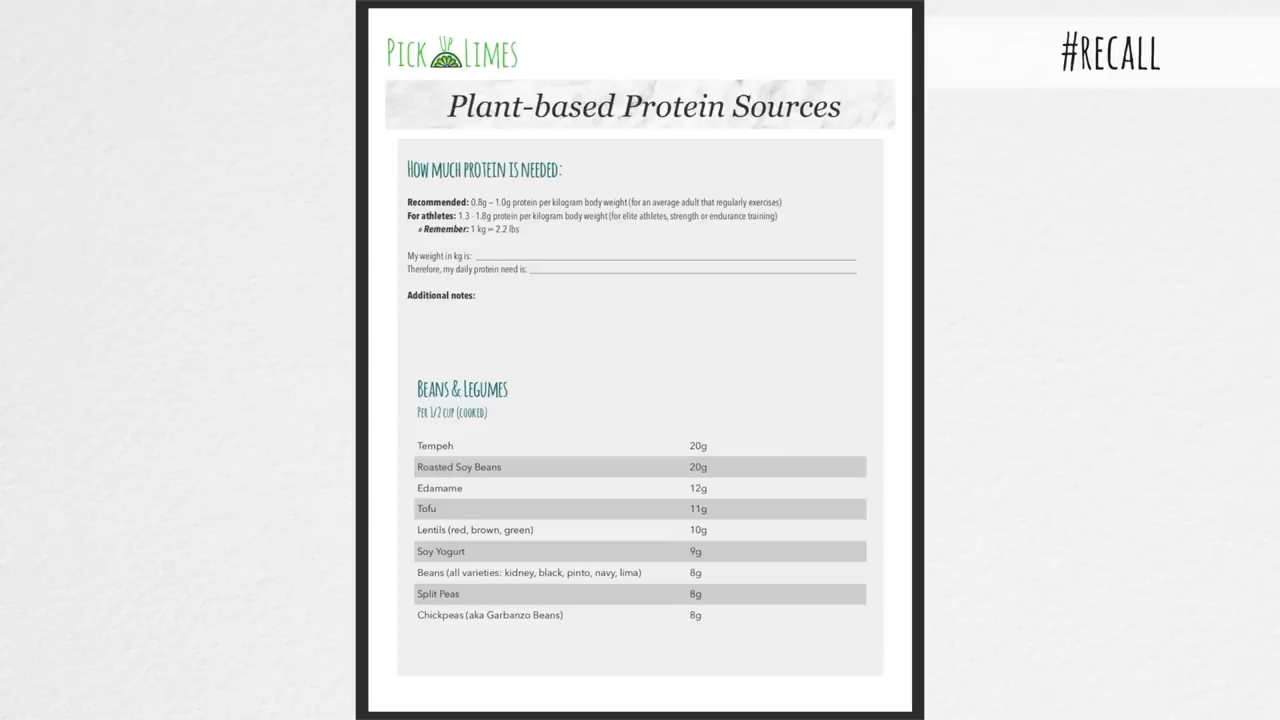 PICK UP LIMES
#RECALL
Plant-based Protein Sources
HOW MUCH PROTEIN IS NEEDED:
Recommended: 0.8g – 1.0g protein per kilogram body weight (for an average adult that regularly exercises)
For athletes: 1.3 - 1.8g protein per kilogram body weight (for elite athletes, strength or endurance training)
» Remember: 1 kg = 2.2 lbs
My weight in kg is:
Therefore, my daily protein need is:
Additional notes:
BEANS & LEGUMES
PER 1/2 CUP (COOKED)
Tempeh 20g
Roasted Soy Beans 20g
Edamame 12g
Tofu 11g
Lentils (red, brown, green) 10g
Soy Yogurt 9g
Beans (all varieties: kidney, black, pinto, navy, lima) 8g
Split Peas 8g
Chickpeas (aka Garbanzo Beans) 8g